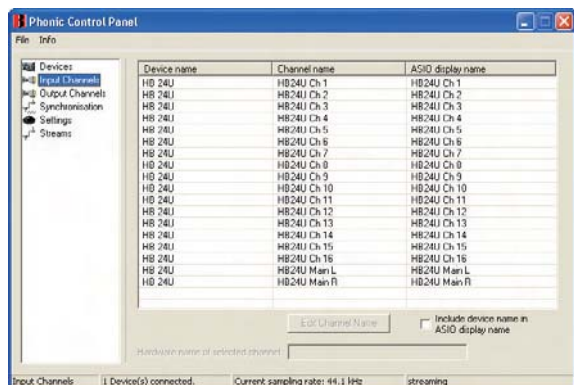 Phonic Control Panel
File Info
Devices
Input Channels
Output Channels
Synchronisation
Settings
Streams
Device name Channel name ASIO display name
HB 24U HB24U Ch 1 HB24U Ch 1
HB 24U HB24U Ch 2 HB24U Ch 2
HB 24U HB24U Ch 3 HB24U Ch 3
HB 24U HB24U Ch 4 HB24U Ch 4
HB 24U HB24U Ch 5 HB24U Ch 5
HB 24U HB24U Ch 6 HB24U Ch 6
HB 24U HB24U Ch 7 HB24U Ch 7
HB 24U HB24U Ch 8 HB24U Ch 8
HB 24U HB24U Ch 9 HB24U Ch 9
HB 24U HB24U Ch 10 HB24U Ch 10
HB 24U HB24U Ch 11 HB24U Ch 11
HB 24U HB24U Ch 12 HB24U Ch 12
HB 24U HB24U Ch 13 HB24U Ch 13
HB 24U HB24U Ch 14 HB24U Ch 14
HB 24U HB24U Ch 15 HB24U Ch 15
HB 24U HB24U Ch 16 HB24U Ch 16
HB 24U HB24U Main L HB24U Main L
HB 24U HB24U Main R HB24U Main R
Edit Channel Name
Include device name in
ASIO display name
Hardware name of selected channel
Input Channels 1 Device(s) connected. Current sampling rate: 44.1 kHz streaming